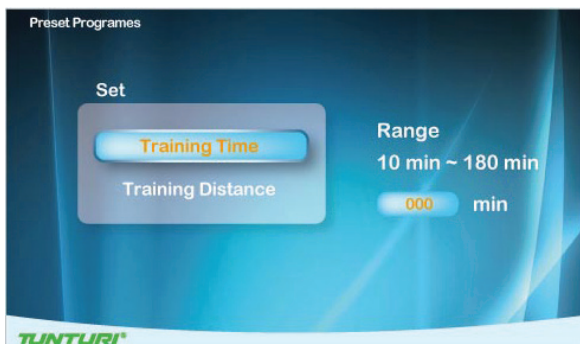 Preset Programes
Set
Training Time
Training Distance
Range
10 min ~ 180 min
000 min
TUNTURI®